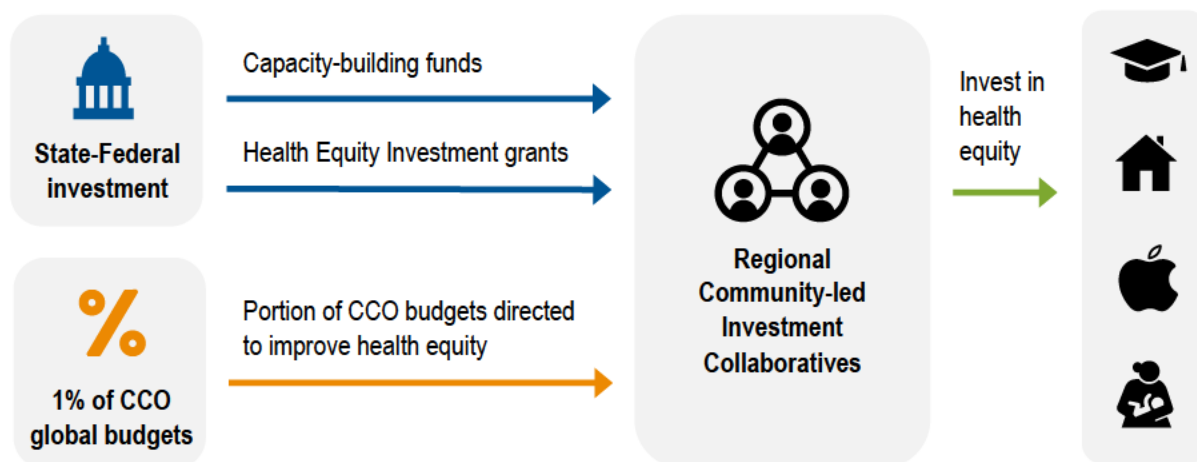 State-Federal
investment
Capacity-building funds
Health Equity Investment grants
%
1% of CCO
global budgets
Portion of CCO budgets directed
to improve health equity
Regional
Community-led
Investment
Collaboratives
Invest in
health
equity